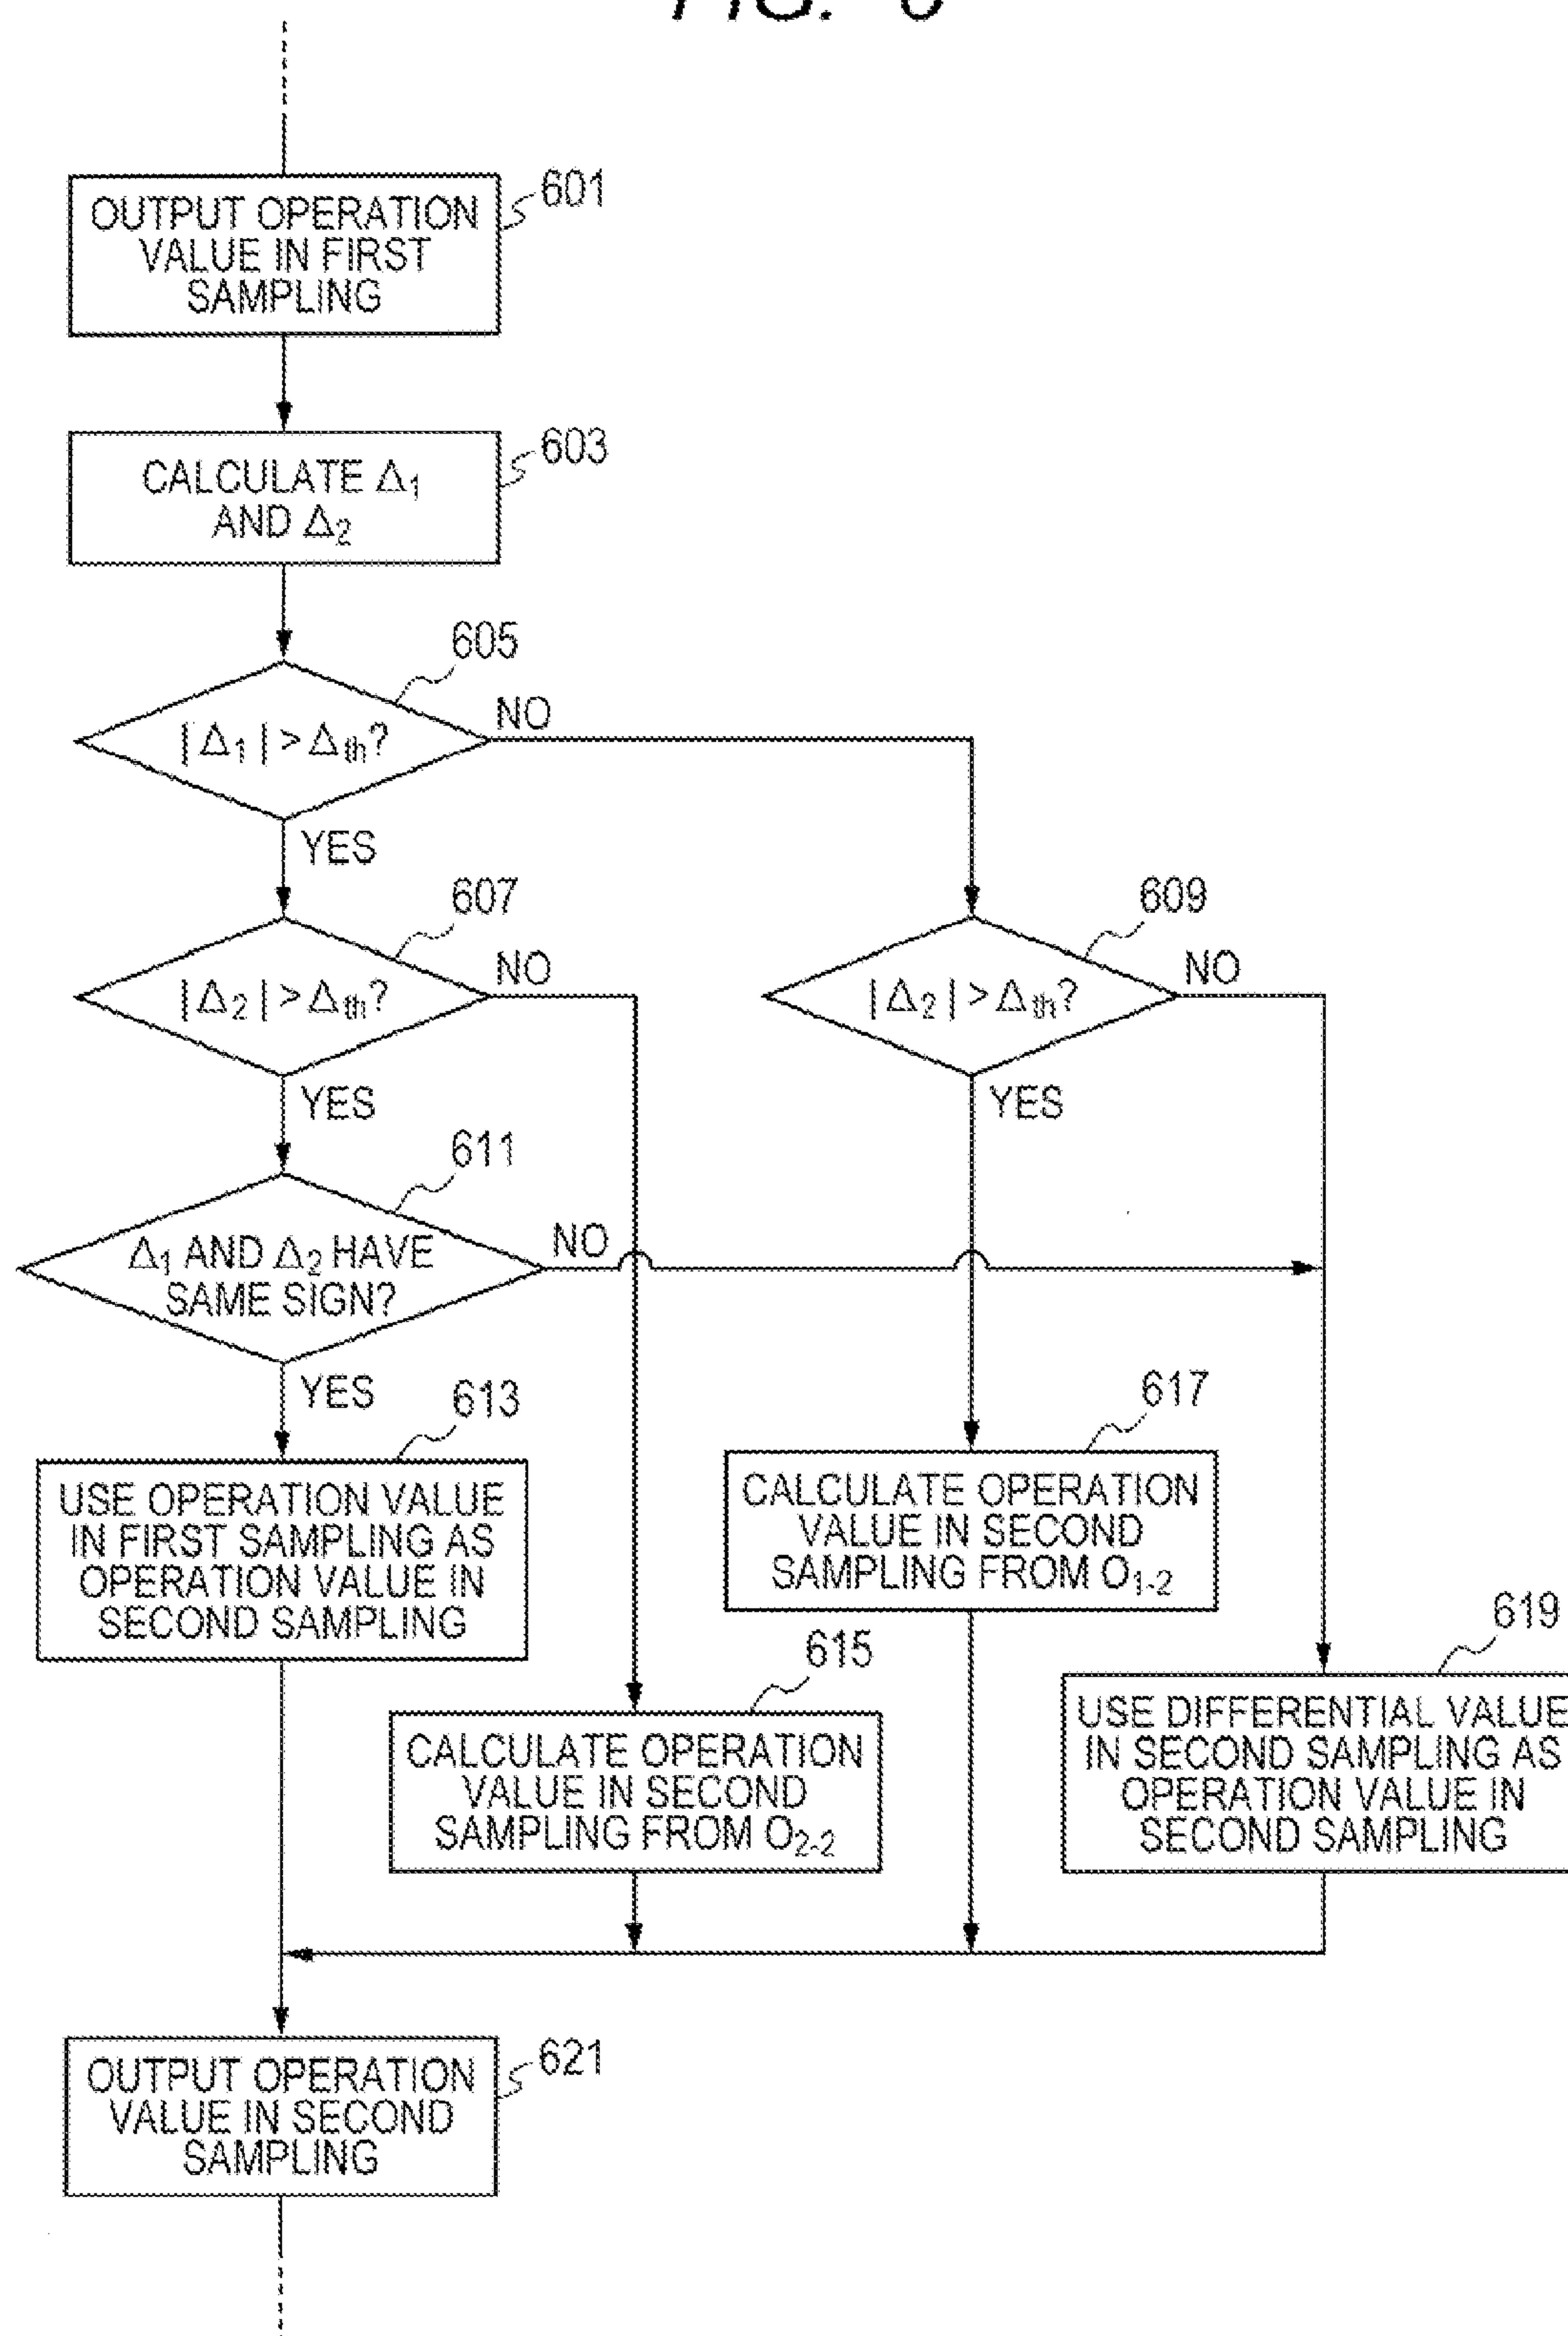 601
OUTPUT OPERATION
VALUE IN FIRST
SAMPLING
603
CALCULATE Δ₁
AND Δ₂
605
|Δ₁| > Δth?
NO
YES
607
|Δ₂| > Δth?
NO
YES
609
|Δ₂| > Δth?
NO
YES
611
Δ₁ AND Δ₂ HAVE
SAME SIGN?
NO
YES
613
USE OPERATION VALUE
IN FIRST SAMPLING AS
OPERATION VALUE IN
SECOND SAMPLING
617
CALCULATE OPERATION
VALUE IN SECOND
SAMPLING FROM O₁₋₂
615
CALCULATE OPERATION
VALUE IN SECOND
SAMPLING FROM O₂₋₂
619
USE DIFFERENTIAL VALUE
IN SECOND SAMPLING AS
OPERATION VALUE IN
SECOND SAMPLING
621
OUTPUT OPERATION
VALUE IN SECOND
SAMPLING